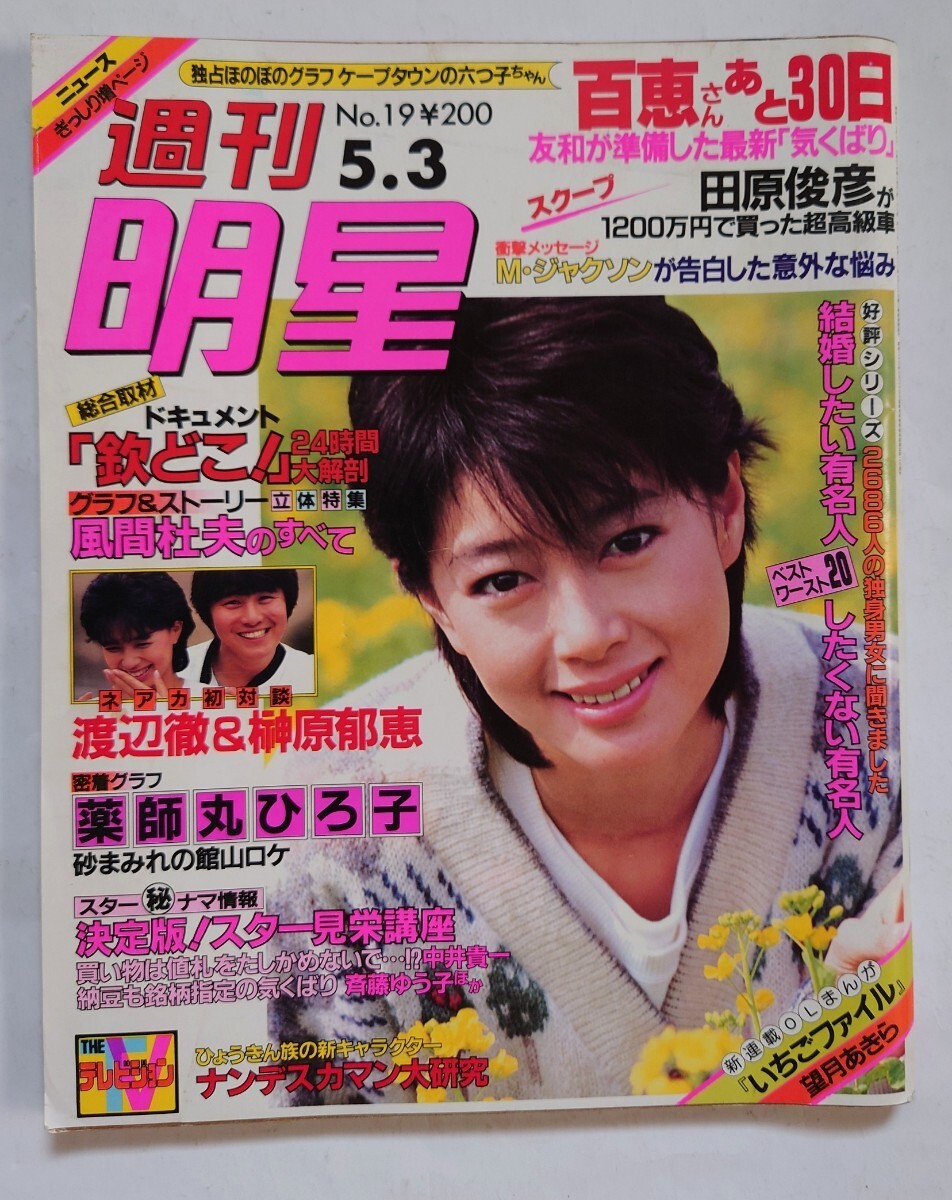 ニュース
ぎっしり増ページ
独占ほのぼのグラフ ケープタウンの六つ子ちゃん
週刊
明星
No.19¥200
5.3
百恵さんあと30日
友和が準備した最新「気くばり」
スクープ
田原俊彦が
1200万円で買った超高級車
衝撃メッセージ
M・ジャクソンが告白した意外な悩み
好評シリーズ 2686人の独身男女に聞きました
結婚したい有名人
ベスト
ワースト20
したくない有名人
総合取材
ドキュメント
「欽どこ!」24時間
大解剖
グラフ&ストーリー 立体特集
風間杜夫のすべて
ネアカ初対談
渡辺徹&榊原郁恵
密着グラフ
薬師丸ひろ子
砂まみれの館山ロケ
スター㊙ナマ情報
決定版!スター見栄講座
買い物は値札をたしかめないで…!?中井貴一
納豆も銘柄指定の気くばり 斉藤ゆう子ほか
THE
TV
テレビジョン
ひょうきん族の新キャラクター
ナンデスカマン大研究
新連載OLまんが
『いちごファイル』
望月あきら